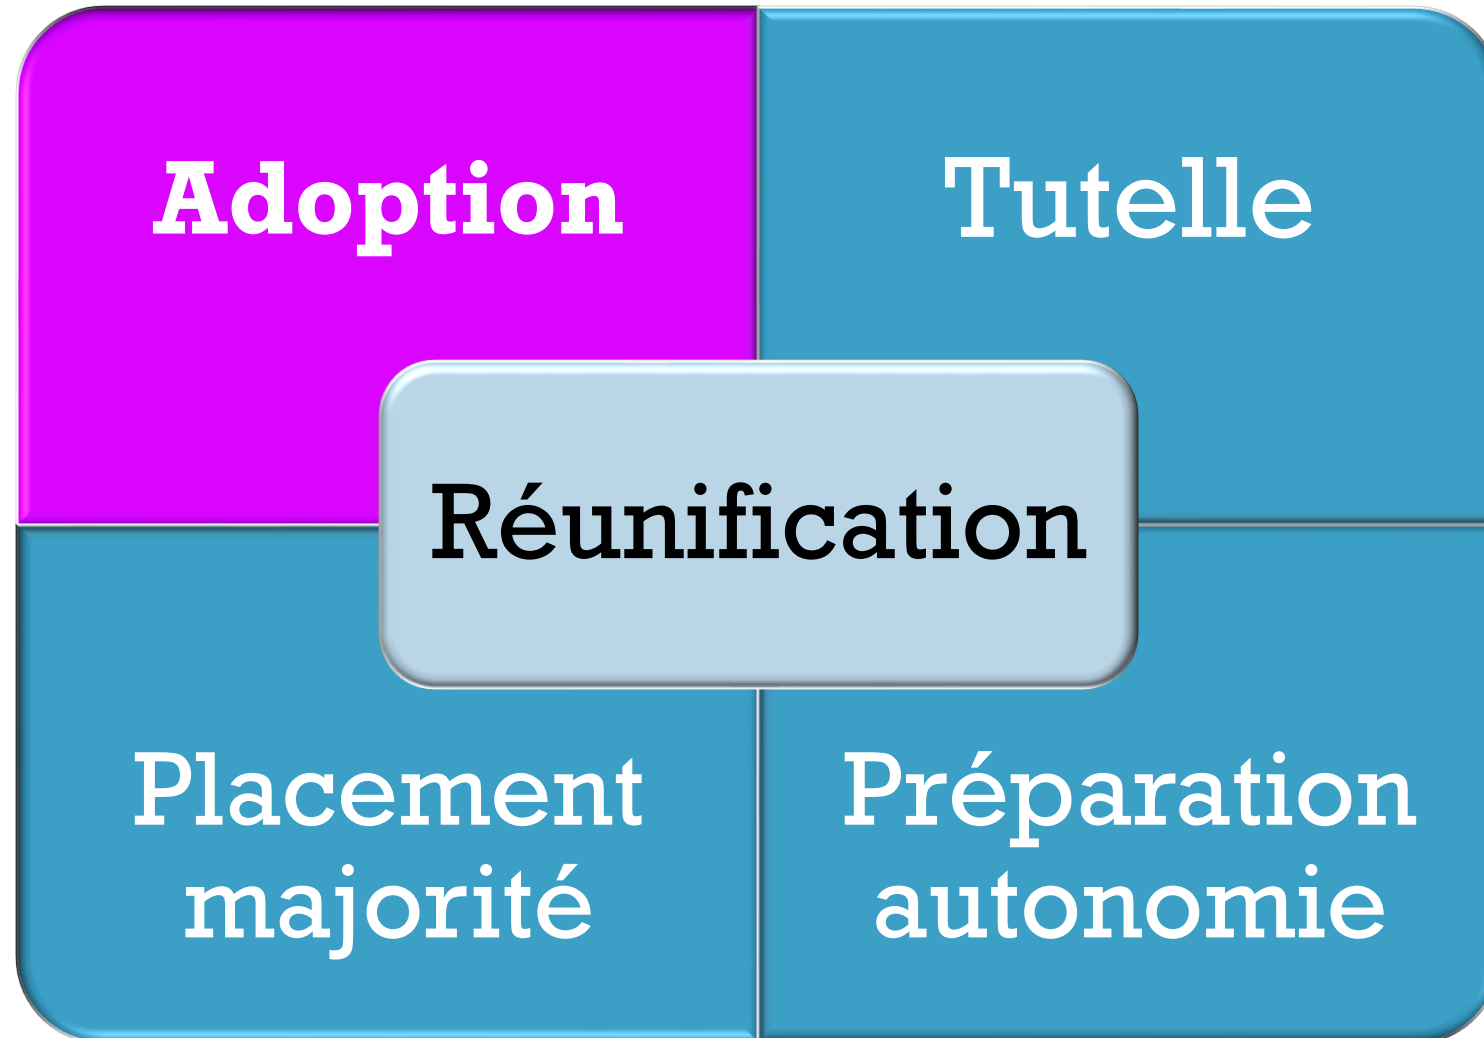 Adoption
Tutelle
Réunification
Placement
majorité
Préparation
autonomie